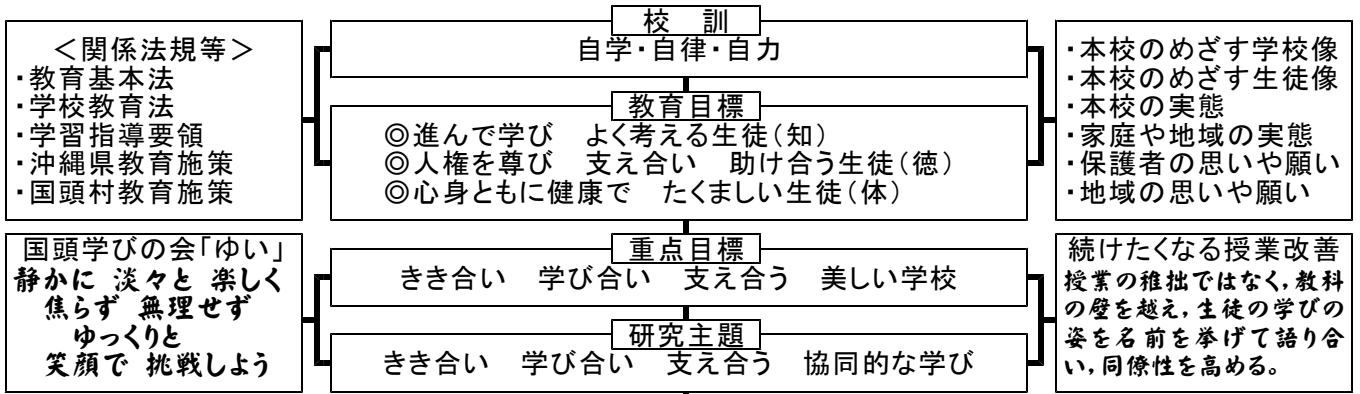 校　訓
自学・自律・自力
＜関係法規等＞
・教育基本法
・学校教育法
・学習指導要領
・沖縄県教育施策
・国頭村教育施策
教育目標
◎進んで学び　よく考える生徒（知）
◎人権を尊び　支え合い　助け合う生徒（徳）
◎心身ともに健康で　たくましい生徒（体）
・本校のめざす学校像
・本校のめざす生徒像
・本校の実態
・家庭や地域の実態
・保護者の思いや願い
・地域の思いや願い
国頭学びの会「ゆい」
静かに 淡々と 楽しく
焦らず 無理せず
ゆっくりと
笑顔で 挑戦しよう
重点目標
きき合い　学び合い　支え合う　美しい学校
研究主題
きき合い　学び合い　支え合う　協同的な学び
続けたくなる授業改善
授業の稚拙ではなく，教科
の壁を越え，生徒の学びの
姿を名前を挙げて語り合
い，同僚性を高める。